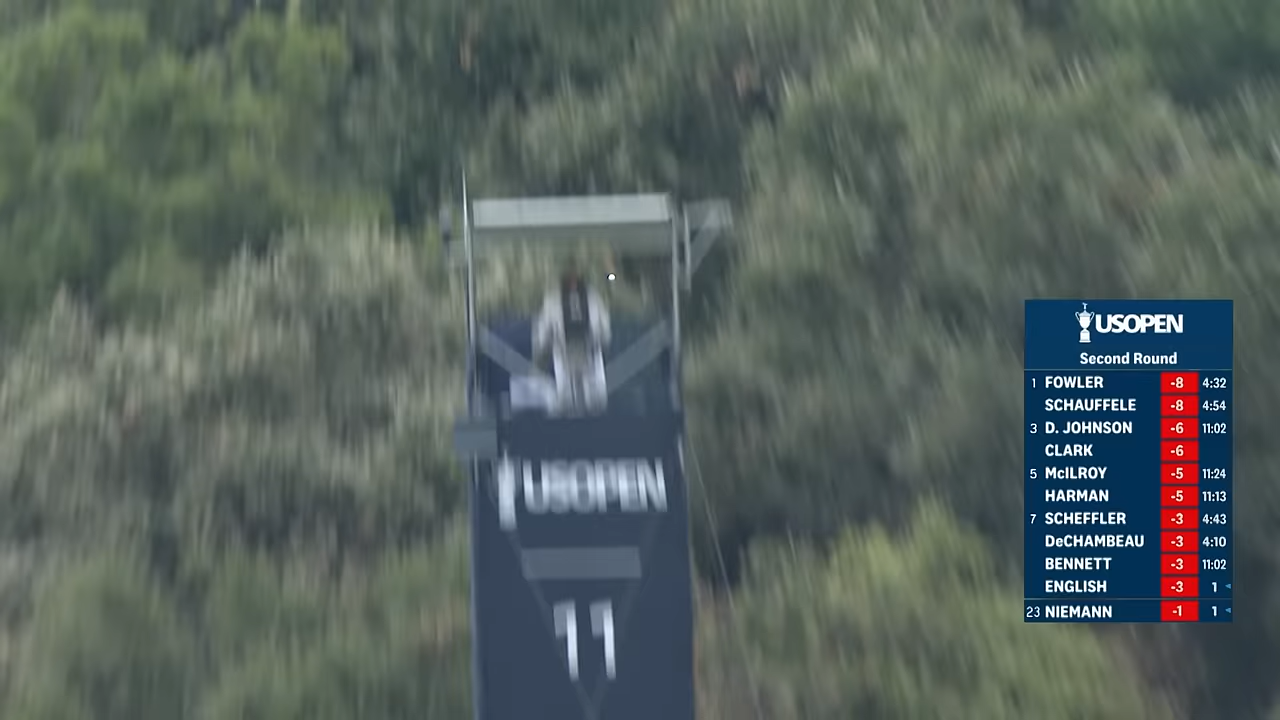 USOPEN
11
USOPEN
Second Round
1 FOWLER -8 4:32
SCHAUFFELE -8 4:54
3 D. JOHNSON -6 11:02
CLARK -6
5 McILROY -5 11:24
HARMAN -5 11:13
7 SCHEFFLER -3 4:43
DeCHAMBEAU -3 4:10
BENNETT -3 11:02
ENGLISH -3 1
23 NIEMANN -1 1